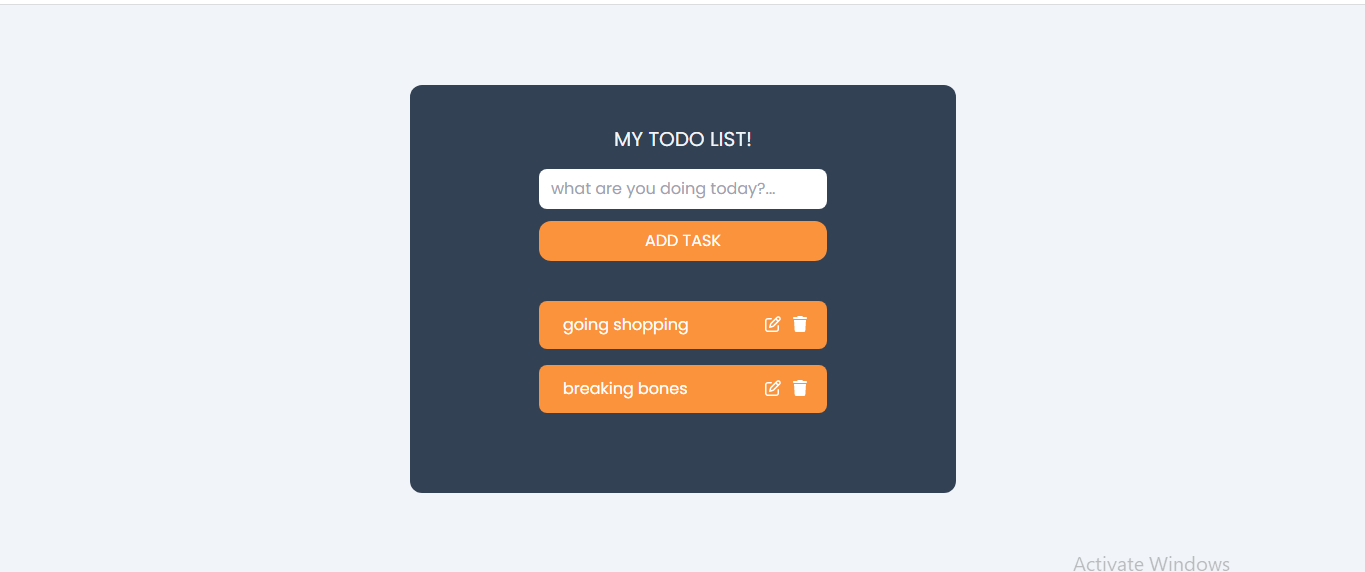 MY TODO LIST!
what are you doing today?...
ADD TASK
going shopping
breaking bones
Activate Windows